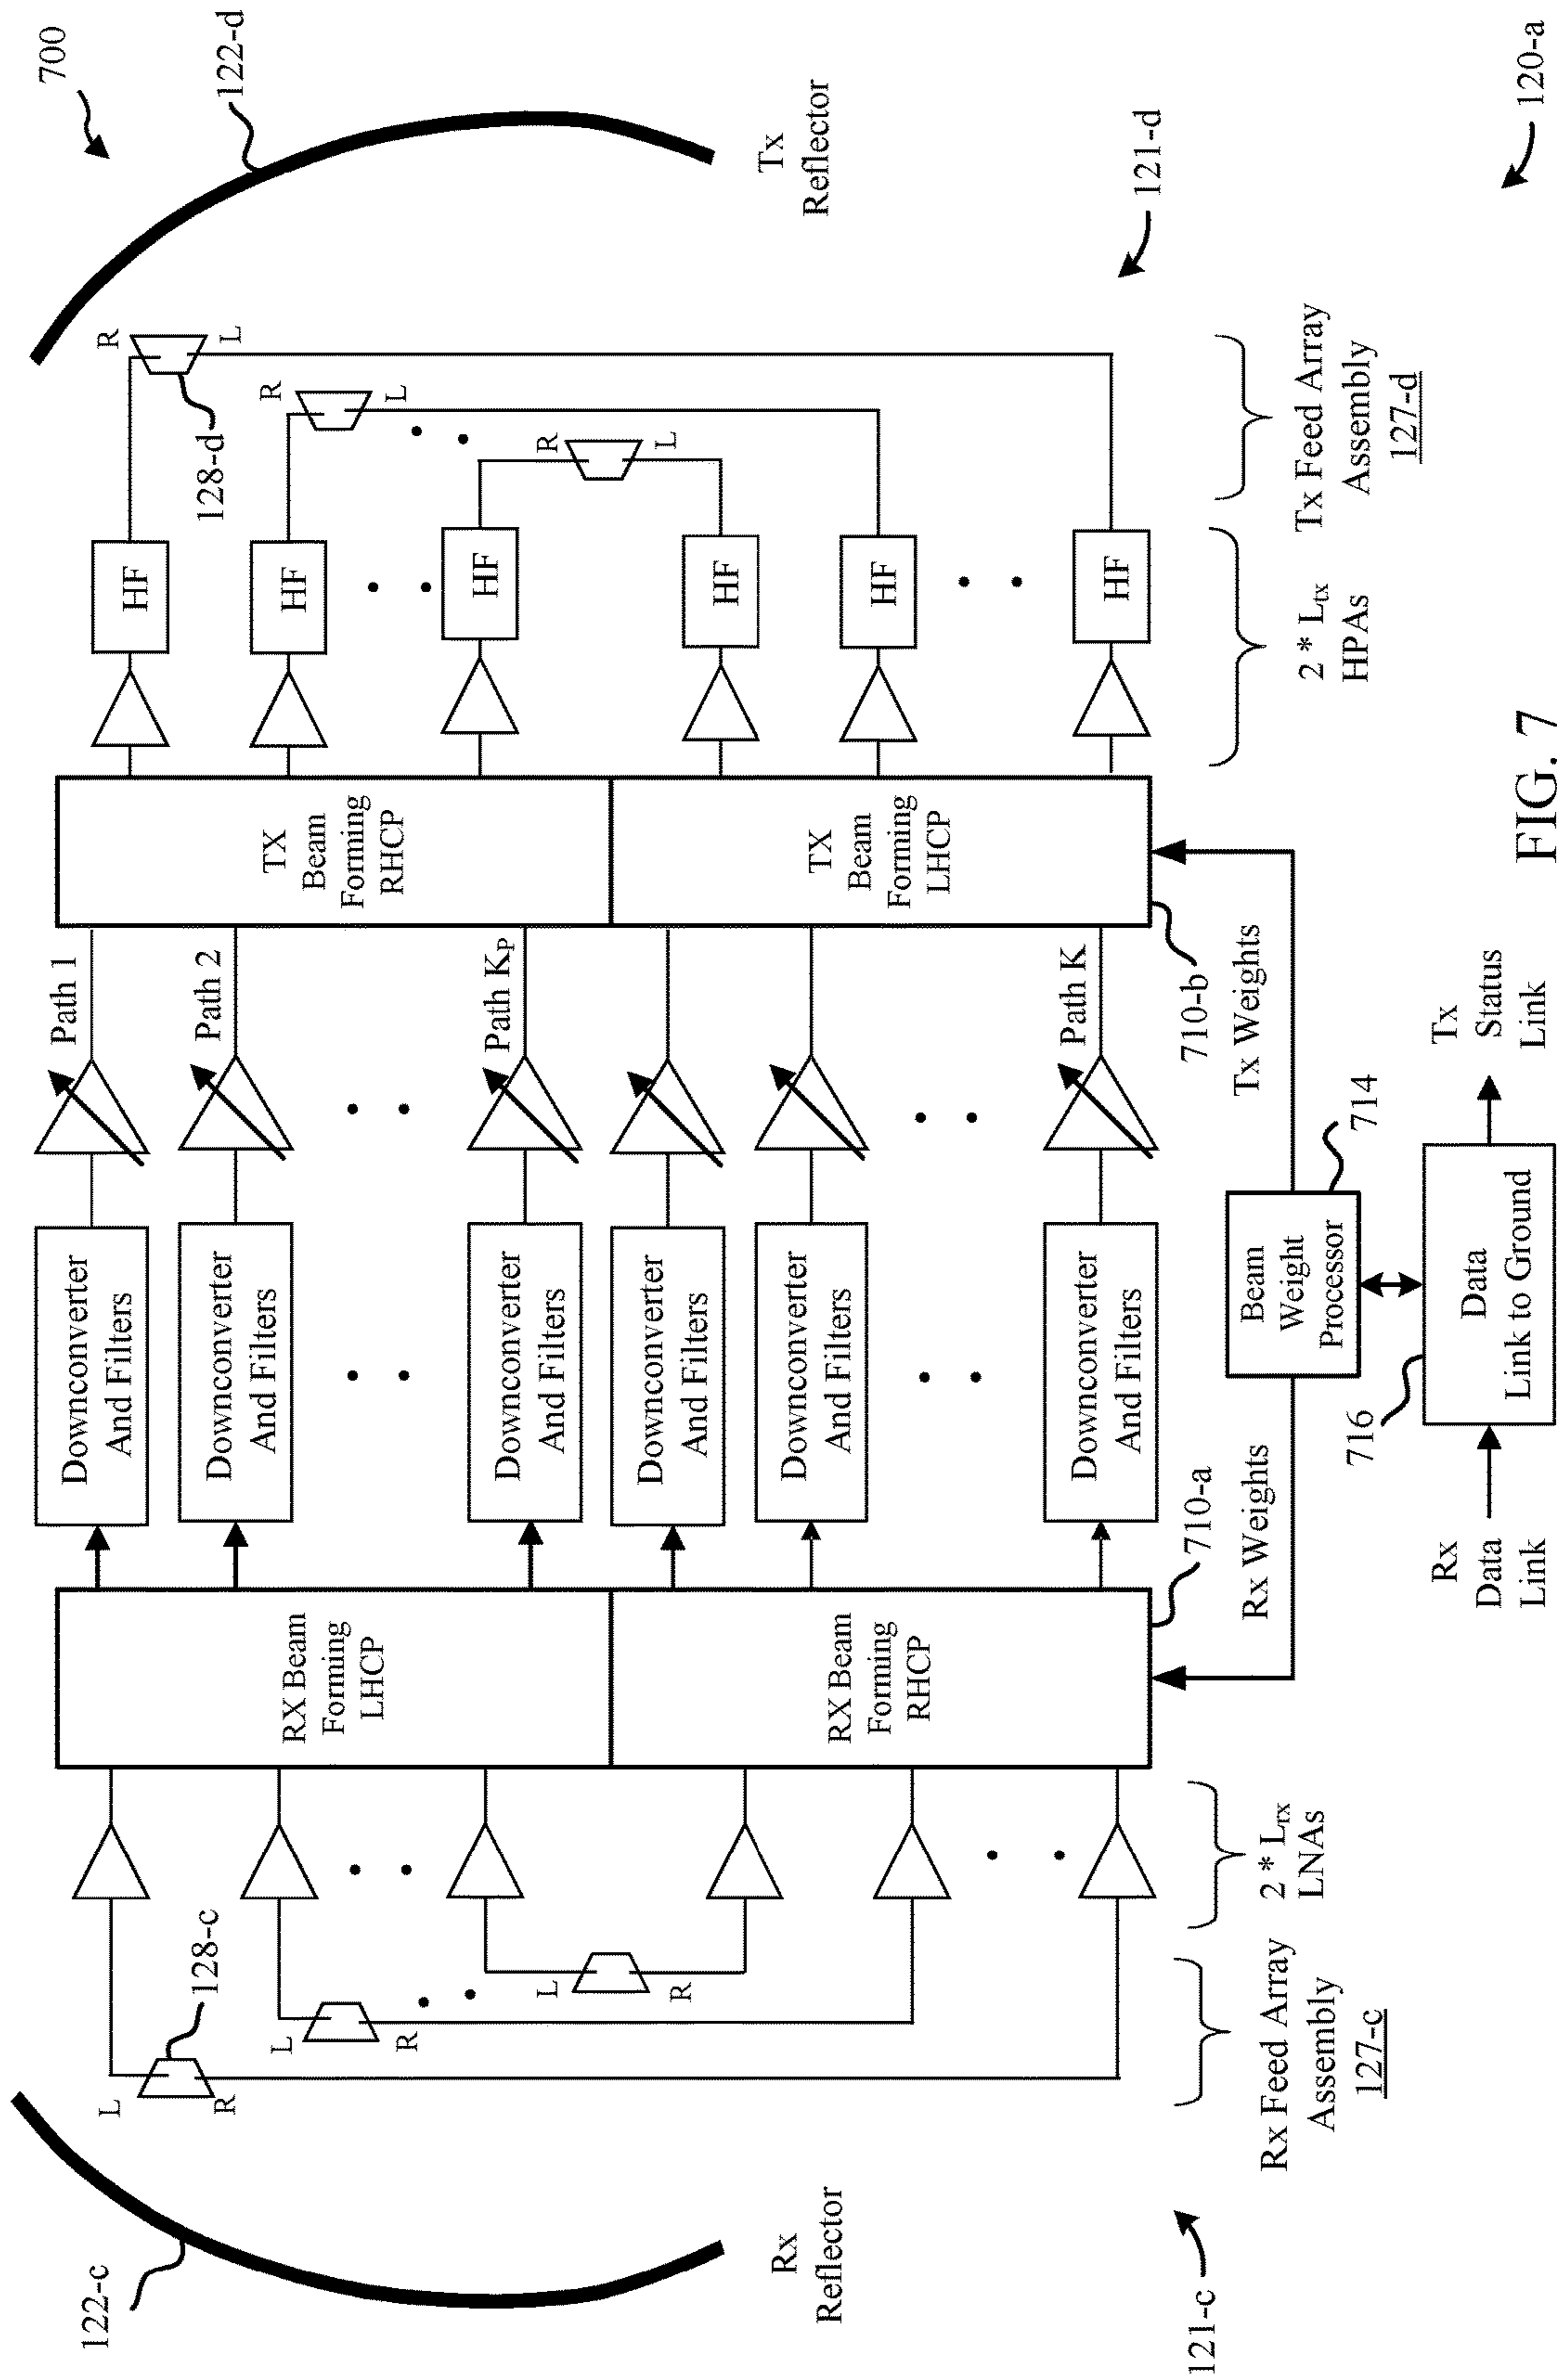 700
122-c
Rx
Reflector
121-c
L
R
128-c
L
R
L
R
Rx Feed Array
Assembly
127-c
2 * Lrx
LNAs
RX Beam
Forming
LHCP
RX Beam
Forming
RHCP
710-a
Rx Weights
Downconverter
And Filters
Downconverter
And Filters
Downconverter
And Filters
Downconverter
And Filters
Downconverter
And Filters
Downconverter
And Filters
Path 1
Path 2
Path KP
Path K
Beam
Weight
Processor
714
Rx
Data
Link
716
Data
Link to Ground
Tx
Status
Link
Tx Weights
710-b
TX
Beam
Forming
RHCP
TX
Beam
Forming
LHCP
HF
HF
HF
HF
HF
HF
2 * Ltx
HPAs
R
L
128-d
R
L
R
L
Tx Feed Array
Assembly
127-d
122-d
Tx
Reflector
121-d
120-a
FIG. 7